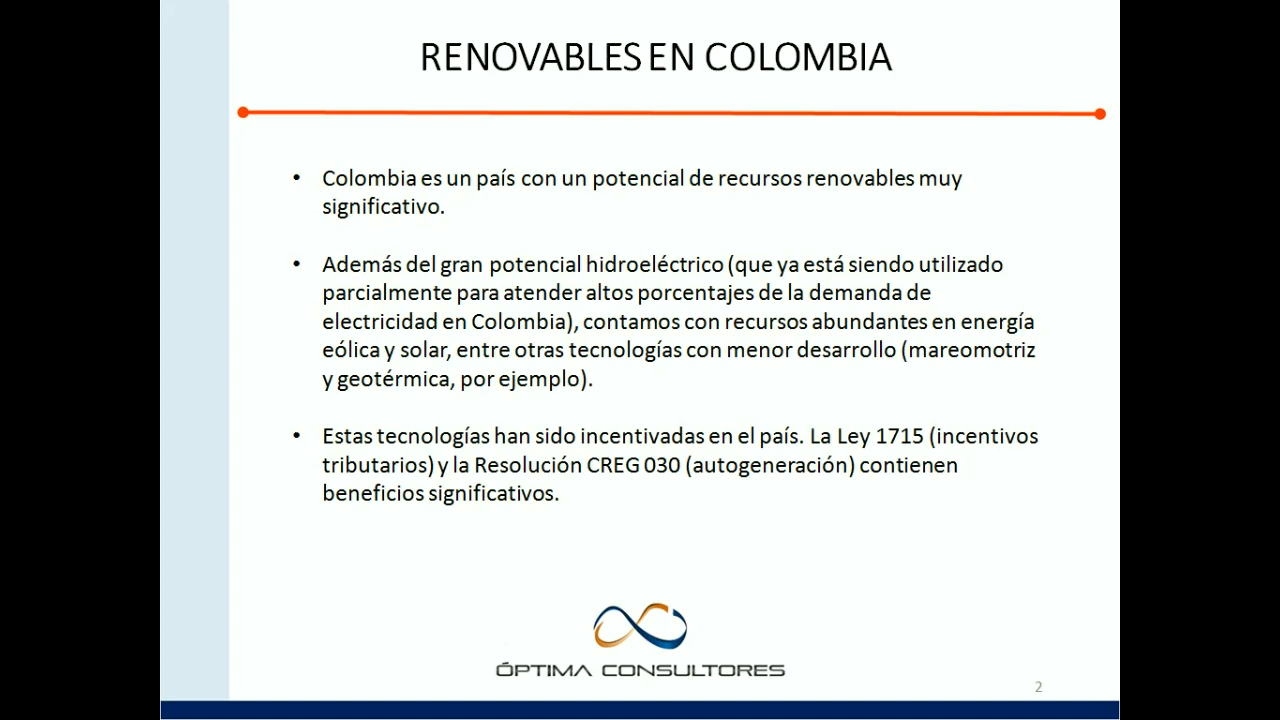 RENOVABLES EN COLOMBIA
• Colombia es un país con un potencial de recursos renovables muy
significativo.
• Además del gran potencial hidroeléctrico (que ya está siendo utilizado
parcialmente para atender altos porcentajes de la demanda de
electricidad en Colombia), contamos con recursos abundantes en energía
eólica y solar, entre otras tecnologías con menor desarrollo (mareomotriz
y geotérmica, por ejemplo).
• Estas tecnologías han sido incentivadas en el país. La Ley 1715 (incentivos
tributarios) y la Resolución CREG 030 (autogeneración) contienen
beneficios significativos.
ÓPTIMA CONSULTORES
2